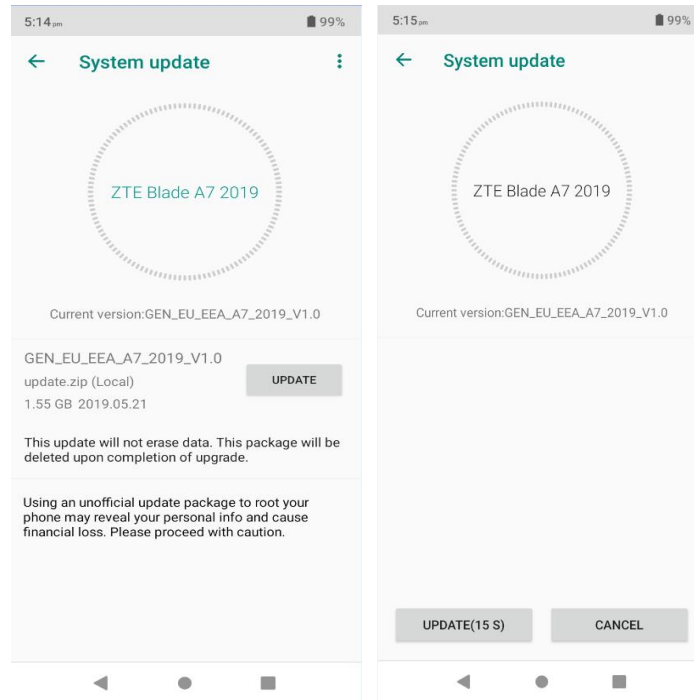 5:14 pm
99%
System update
ZTE Blade A7 2019
Current version:GEN_EU_EEA_A7_2019_V1.0
GEN_EU_EEA_A7_2019_V1.0
update.zip (Local)
1.55 GB 2019.05.21
UPDATE
This update will not erase data. This package will be
deleted upon completion of upgrade.
Using an unofficial update package to root your
phone may reveal your personal info and cause
financial loss. Please proceed with caution.
5:15 pm
99%
System update
ZTE Blade A7 2019
Current version:GEN_EU_EEA_A7_2019_V1.0
UPDATE(15 S)
CANCEL